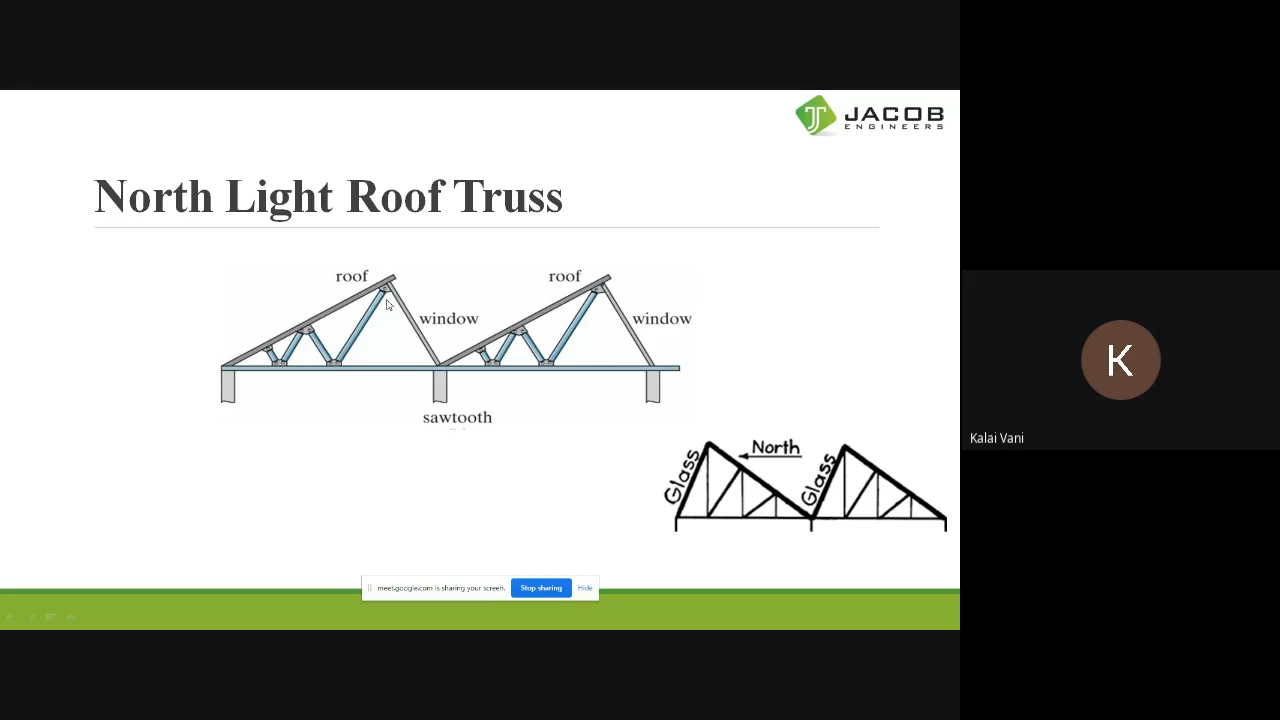 JACOB
ENGINEERS
North Light Roof Truss
roof
roof
window
window
sawtooth
North
Glass
Glass
K
Kalai Vani
meet.google.com is sharing your screen.
Stop sharing
Hide